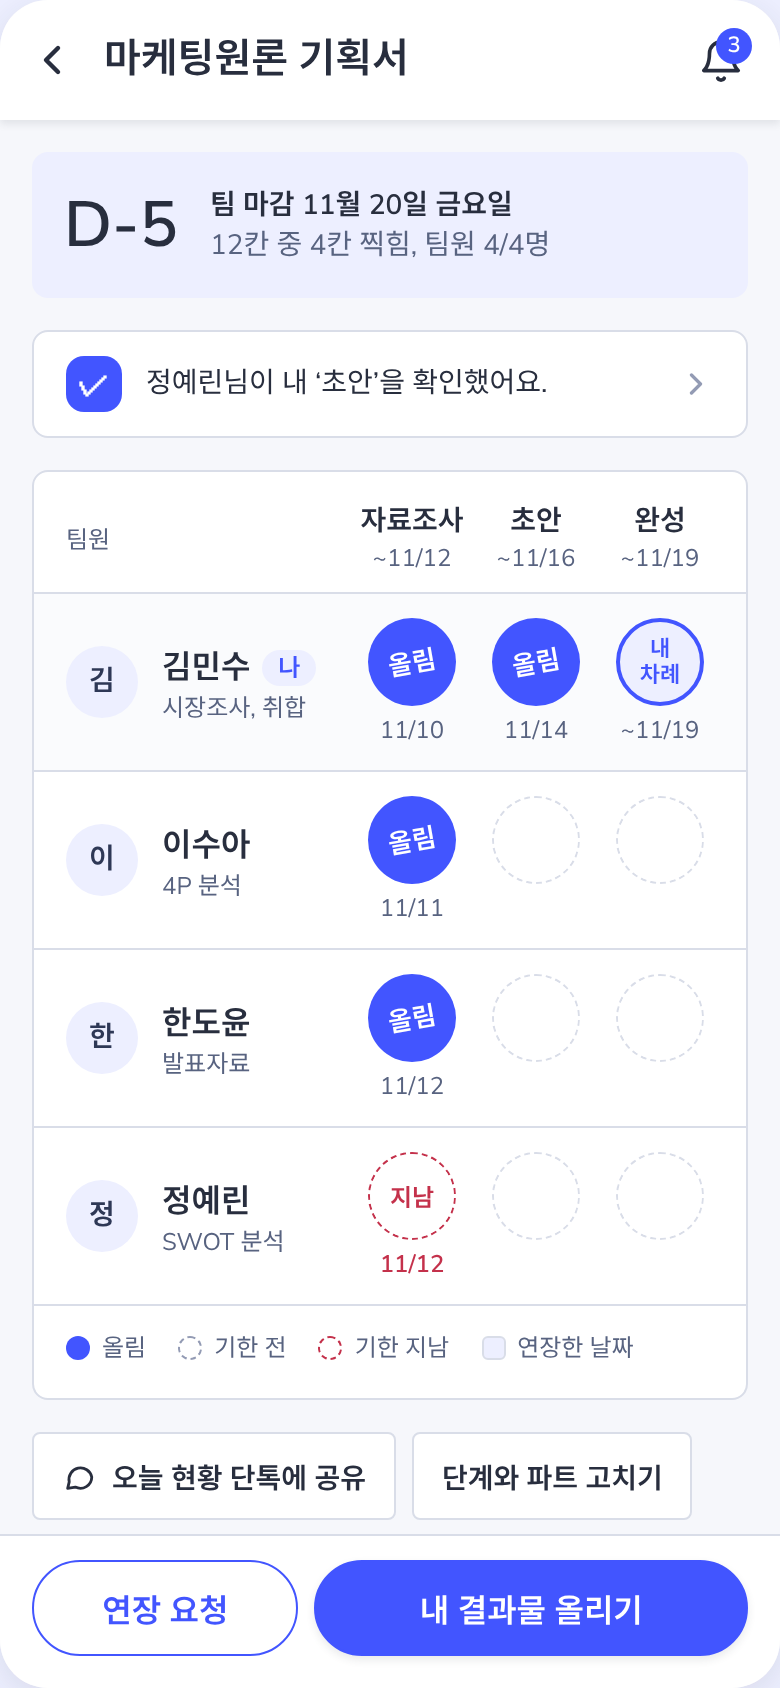 마케팅원론 기획서
3
D-5
팀 마감 11월 20일 금요일
12칸 중 4칸 찍힘, 팀원 4/4명
정예린님이 내 ‘초안’을 확인했어요.
팀원
자료조사 초안 완성
~11/12 ~11/16 ~11/19
김 김민수 나
시장조사, 취합
올림 올림 내 차례
11/10 11/14 ~11/19
이 이수아
4P 분석
올림
11/11
한 한도윤
발표자료
올림
11/12
정 정예린
SWOT 분석
지남
11/12
올림 기한 전 기한 지남 연장한 날짜
오늘 현황 단톡에 공유 단계와 파트 고치기
연장 요청 내 결과물 올리기